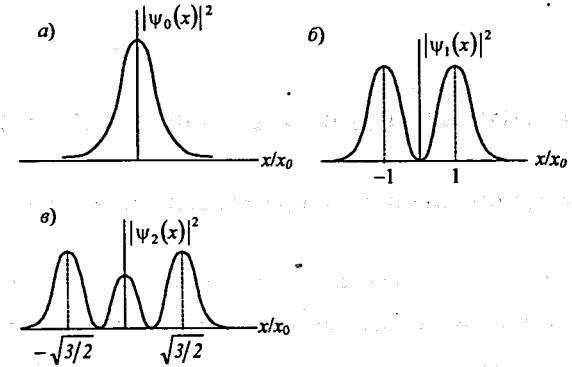 а)
|ψ₀(x)|²
x/x₀
б)
|ψ₁(x)|²
x/x₀
−1
1
в)
|ψ₂(x)|²
x/x₀
−√3/2
√3/2